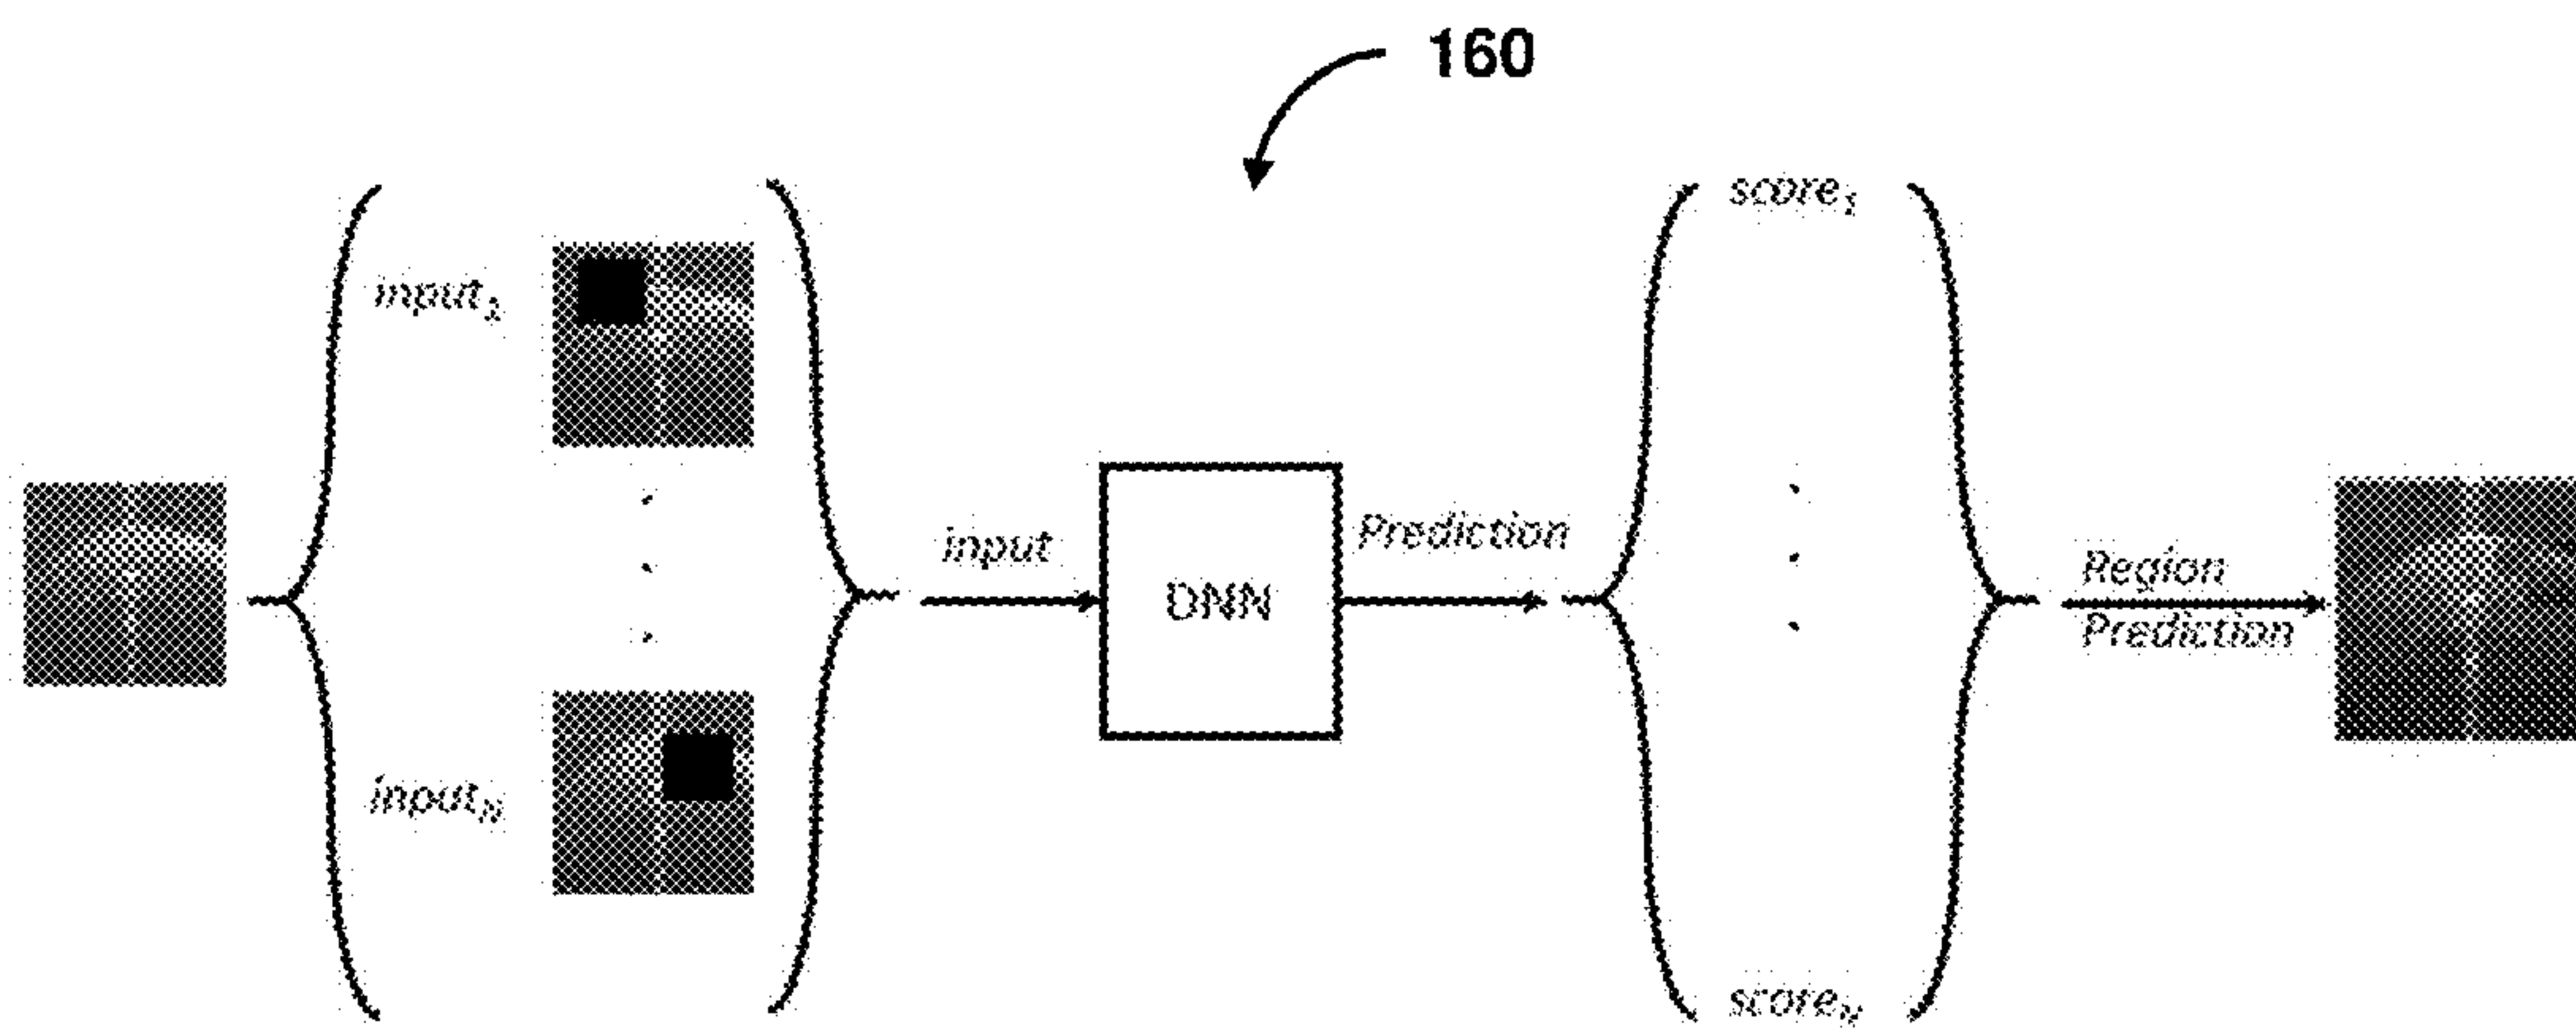 160
input₁
inputₙ
input
DNN
Prediction
score₁
scoreₙ
Region
Prediction